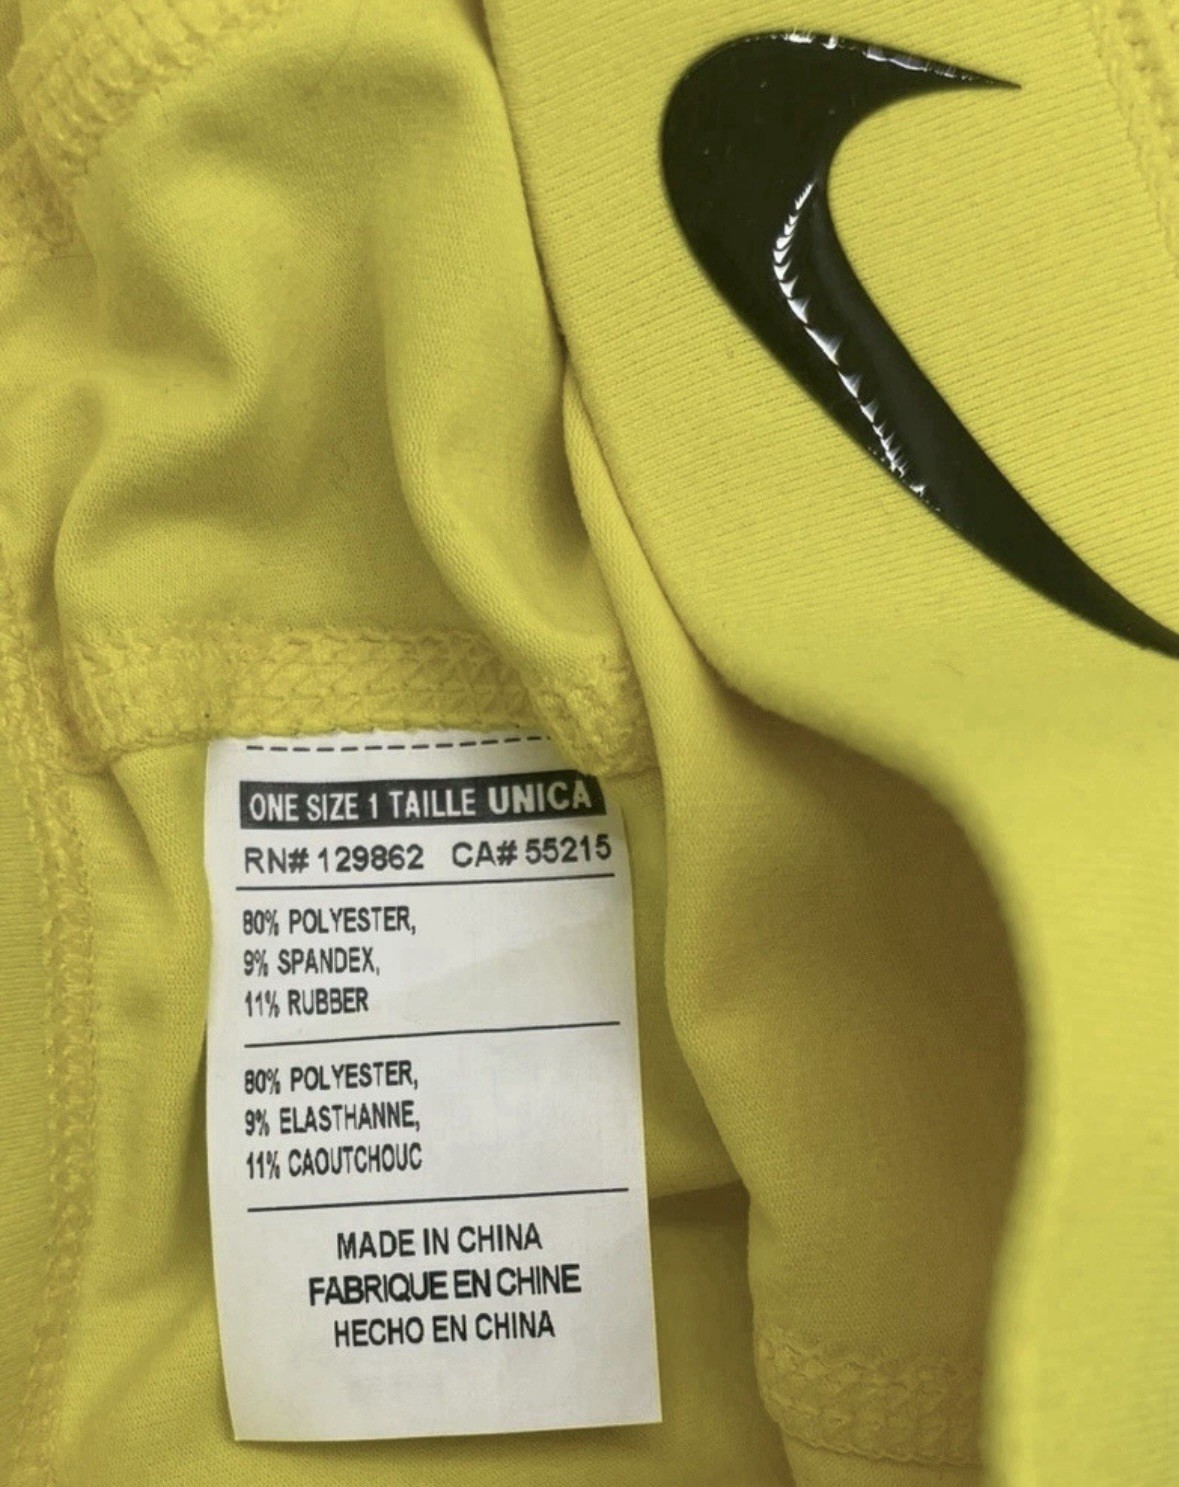 ONE SIZE 1 TAILLE UNICA
RN# 129862 CA# 55215
80% POLYESTER,
9% SPANDEX,
11% RUBBER
80% POLYESTER,
9% ELASTHANNE,
11% CAOUTCHOUC
MADE IN CHINA
FABRIQUE EN CHINE
HECHO EN CHINA